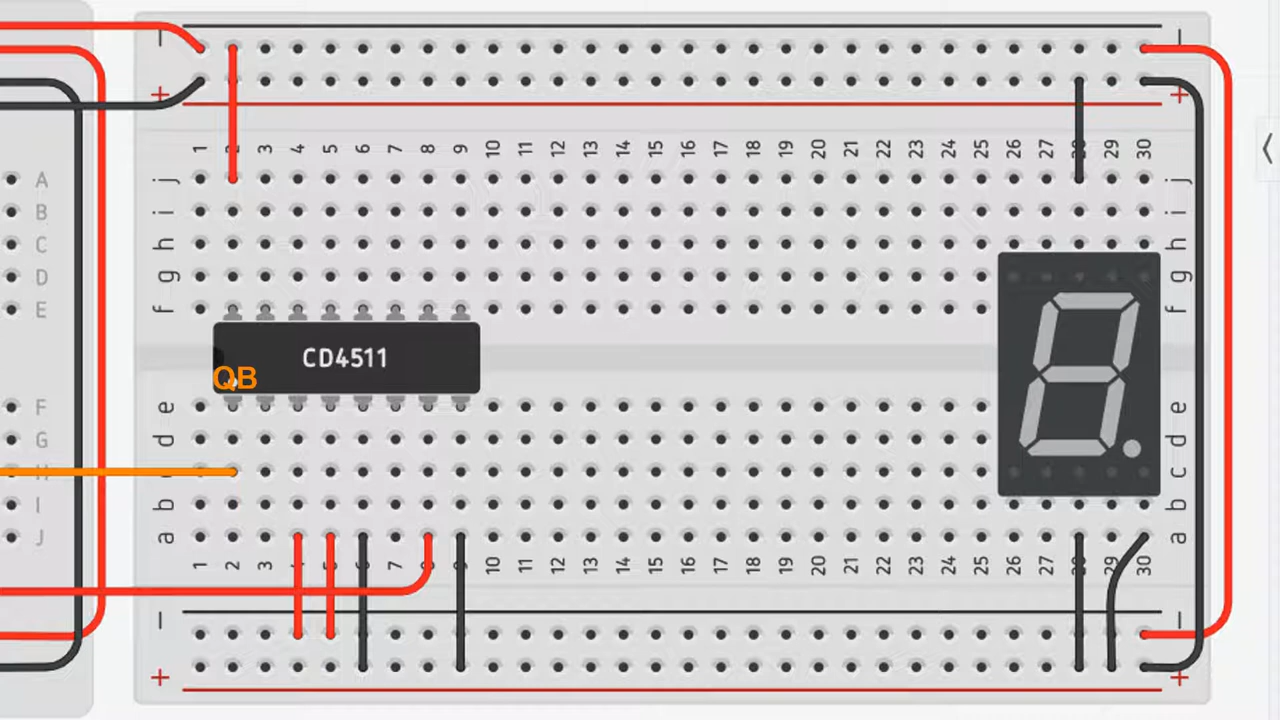 − −
+ +
1 2 3 4 5 6 7 8 9 10 11 12 13 14 15 16 17 18 19 20 21 22 23 24 25 26 27 28 29 30
A j j
B i i
C h h
D g g
E f f
CD4511
QB
F e e
G d d
H c c
I b b
J a a
1 2 3 4 5 6 7 8 9 10 11 12 13 14 15 16 17 18 19 20 21 22 23 24 25 26 27 28 29 30
− −
+ +